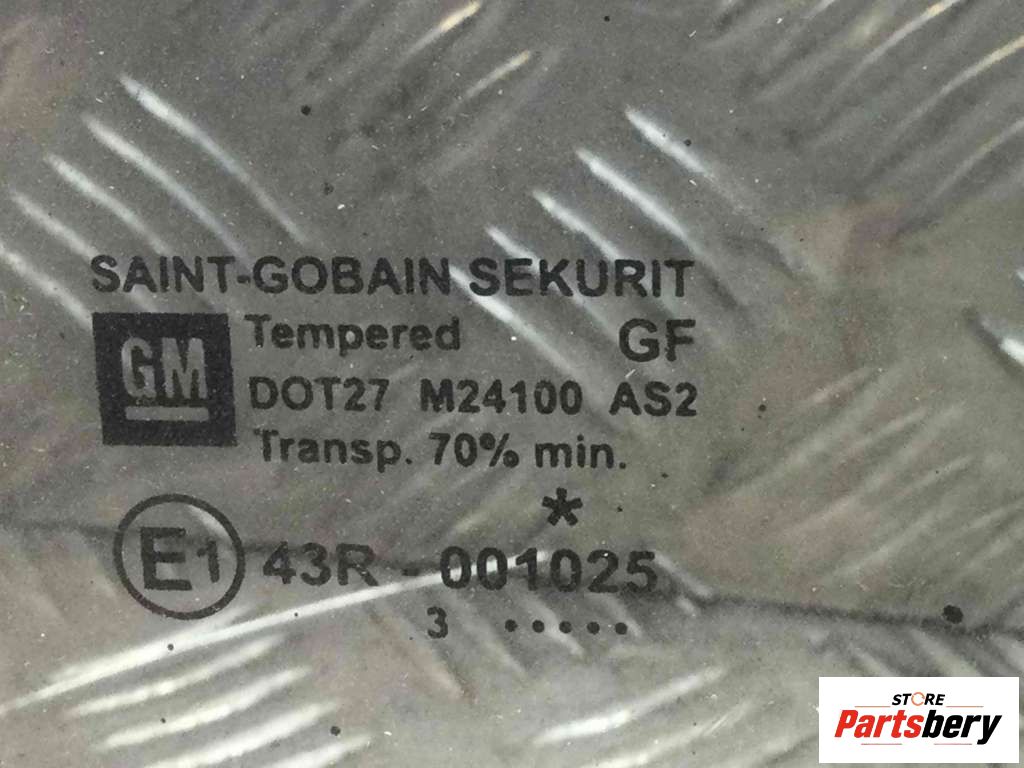 SAINT-GOBAIN SEKURIT
GM
Tempered GF
DOT27 M24100 AS2
Transp. 70% min.
*
E1 43R - 001025
3 .....
STORE
Partsbery